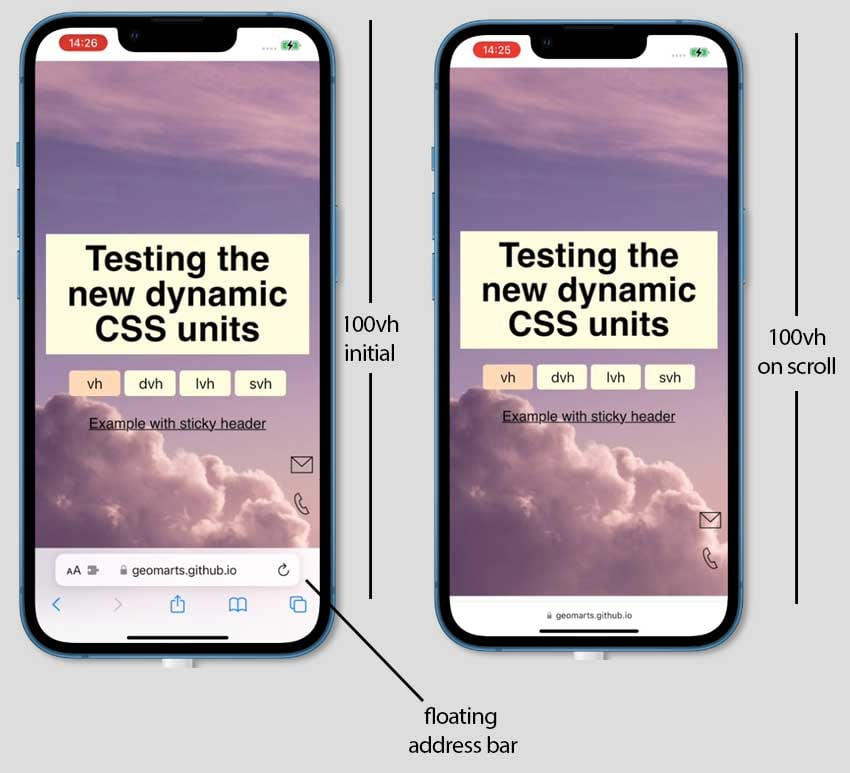 14:26
Testing the
new dynamic
CSS units
vh dvh lvh svh
Example with sticky header
AA geomarts.github.io
100vh
initial
14:25
Testing the
new dynamic
CSS units
vh dvh lvh svh
Example with sticky header
geomarts.github.io
100vh
on scroll
floating
address bar